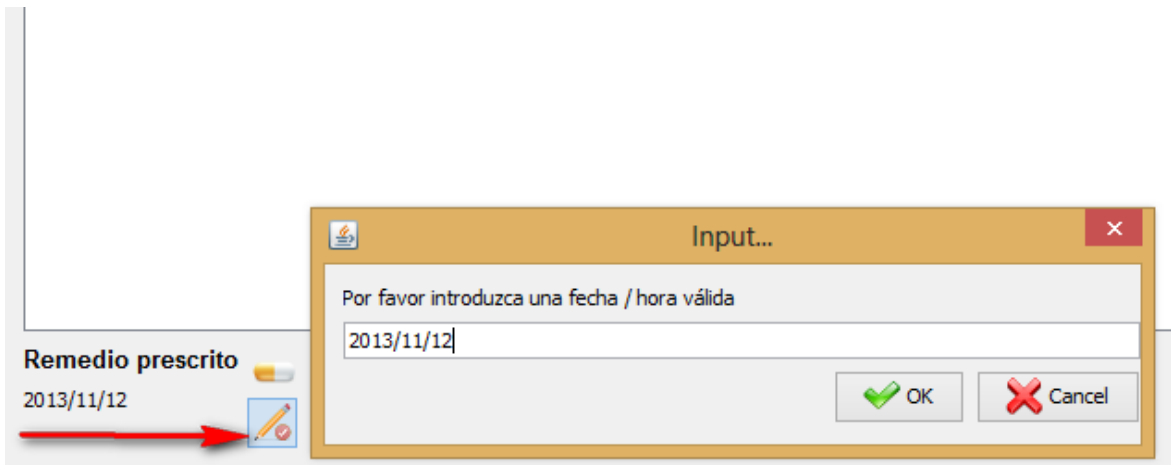 Input...
Por favor introduzca una fecha / hora válida
2013/11/12
OK Cancel
Remedio prescrito
2013/11/12